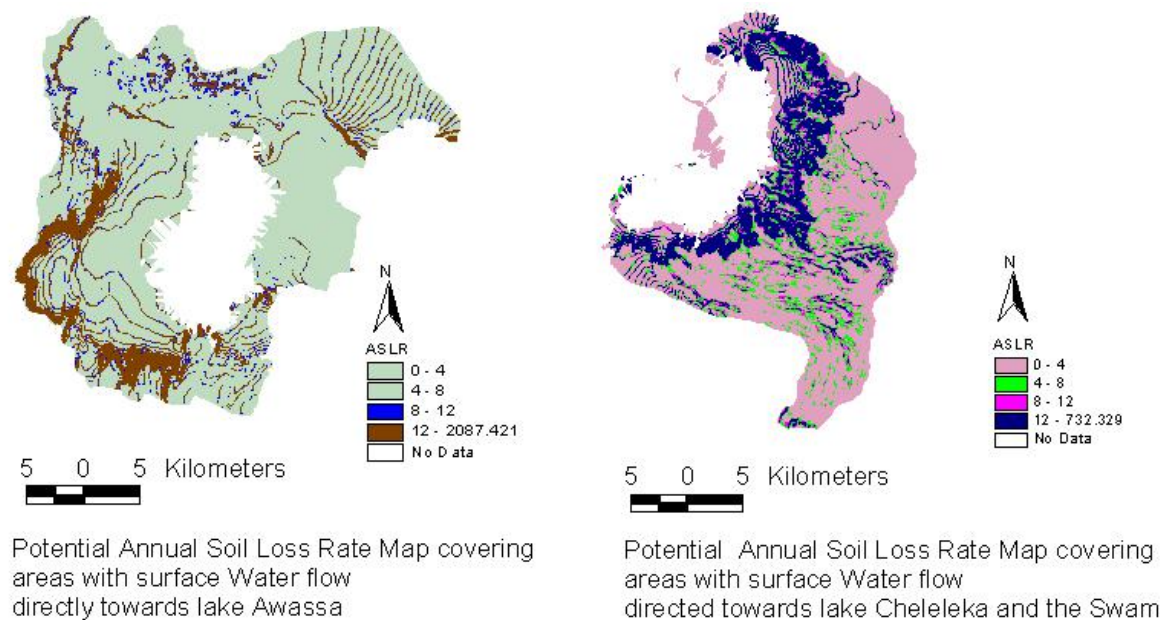 N
ASLR
0 - 4
4 - 8
8 - 12
12 - 2087.421
No Data
5 0 5 Kilometers
Potential Annual Soil Loss Rate Map covering
areas with surface Water flow
directly towards lake Awassa
N
ASLR
0 - 4
4 - 8
8 - 12
12 - 732.329
No Data
5 0 5 Kilometers
Potential Annual Soil Loss Rate Map covering
areas with surface Water flow
directed towards lake Cheleleka and the Swam